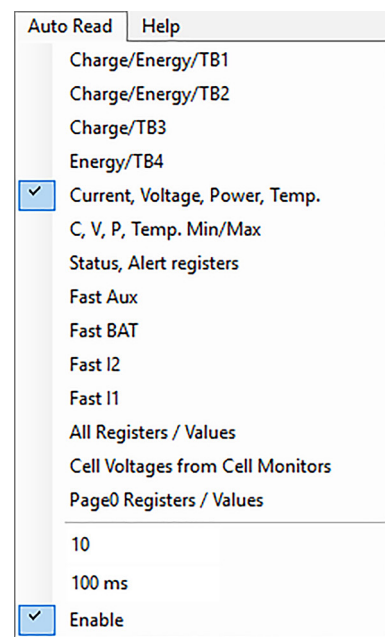 Auto Read Help
Charge/Energy/TB1
Charge/Energy/TB2
Charge/TB3
Energy/TB4
Current, Voltage, Power, Temp.
C, V, P, Temp. Min/Max
Status, Alert registers
Fast Aux
Fast BAT
Fast I2
Fast I1
All Registers / Values
Cell Voltages from Cell Monitors
Page0 Registers / Values
10
100 ms
Enable